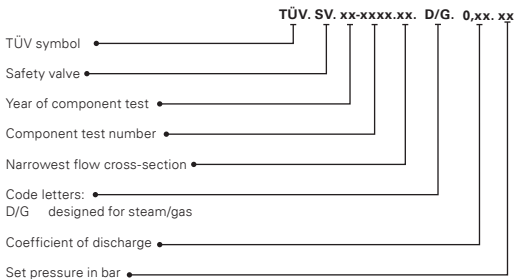 TÜV. SV. xx-xxxx.xx. D/G. 0,xx. xx
TÜV symbol
Safety valve
Year of component test
Component test number
Narrowest flow cross-section
Code letters:
D/G designed for steam/gas
Coefficient of discharge
Set pressure in bar